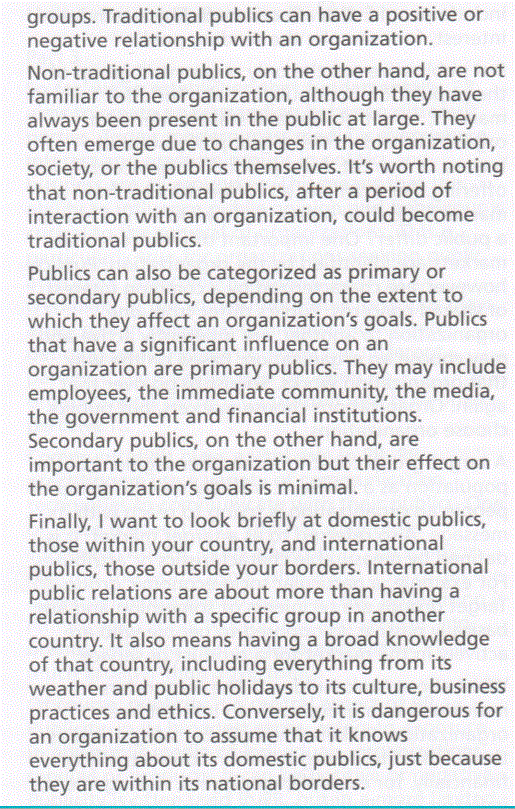 groups. Traditional publics can have a positive or
negative relationship with an organization.
Non-traditional publics, on the other hand, are not
familiar to the organization, although they have
always been present in the public at large. They
often emerge due to changes in the organization,
society, or the publics themselves. It's worth noting
that non-traditional publics, after a period of
interaction with an organization, could become
traditional publics.
Publics can also be categorized as primary or
secondary publics, depending on the extent to
which they affect an organization's goals. Publics
that have a significant influence on an
organization are primary publics. They may include
employees, the immediate community, the media,
the government and financial institutions.
Secondary publics, on the other hand, are
important to the organization but their effect on
the organization's goals is minimal.
Finally, I want to look briefly at domestic publics,
those within your country, and international
publics, those outside your borders. International
public relations are about more than having a
relationship with a specific group in another
country. It also means having a broad knowledge
of that country, including everything from its
weather and public holidays to its culture, business
practices and ethics. Conversely, it is dangerous for
an organization to assume that it knows
everything about its domestic publics, just because
they are within its national borders.